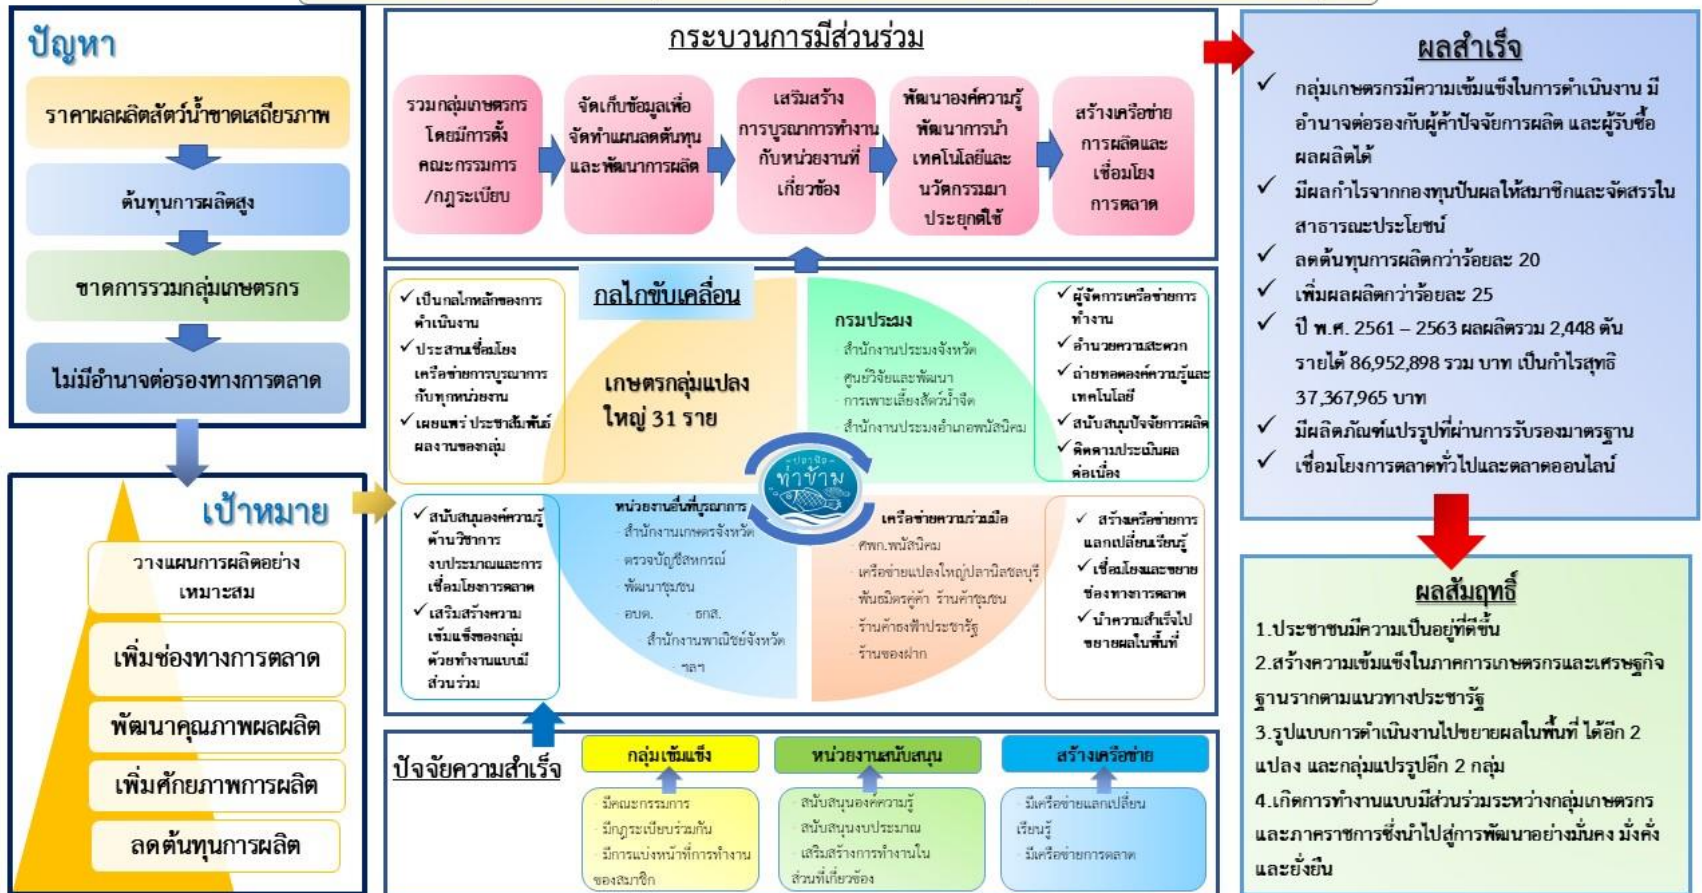 ปัญหา
ราคาผลผลิตสัตว์น้ำขาดเสถียรภาพ
ต้นทุนการผลิตสูง
ขาดการรวมกลุ่มเกษตรกร
ไม่มีอำนาจต่อรองทางการตลาด
เป้าหมาย
วางแผนการผลิตอย่าง
เหมาะสม
เพิ่มช่องทางการตลาด
พัฒนาคุณภาพผลผลิต
เพิ่มศักยภาพการผลิต
ลดต้นทุนการผลิต
กระบวนการมีส่วนร่วม
รวมกลุ่มเกษตรกร
โดยมีการตั้ง
คณะกรรมการ
/กฎระเบียบ
จัดเก็บข้อมูลเพื่อ
จัดทำแผนลดต้นทุน
และพัฒนาการผลิต
เสริมสร้าง
การบูรณาการทำงาน
กับหน่วยงานที่
เกี่ยวข้อง
พัฒนาองค์ความรู้
พัฒนาการนำ
เทคโนโลยีและ
นวัตกรรมมา
ประยุกต์ใช้
สร้างเครือข่าย
การผลิตและ
เชื่อมโยง
การตลาด
กลไกขับเคลื่อน
✓ เป็นกลไกหลักของการ
ดำเนินงาน
✓ ประสานเชื่อมโยง
เครือข่ายการบูรณาการ
กับทุกหน่วยงาน
✓ เผยแพร่ ประชาสัมพันธ์
ผลงานของกลุ่ม
เกษตรกลุ่มแปลง
ใหญ่ 31 ราย
กรมประมง
- สำนักงานประมงจังหวัด
- ศูนย์วิจัยและพัฒนา
การเพาะเลี้ยงสัตว์น้ำจืด
- สำนักงานประมงอำเภอพนัสนิคม
✓ ผู้จัดการเครือข่ายการ
ทำงาน
✓ อำนวยความสะดวก
✓ ถ่ายทอดองค์ความรู้และ
เทคโนโลยี
✓ สนับสนุนปัจจัยการผลิต
✓ ติดตามประเมินผล
ต่อเนื่อง
ปลานิล
ท่าข้าม
✓ สนับสนุนองค์ความรู้
ด้านวิชาการ
งบประมาณและการ
เชื่อมโยงการตลาด
✓ เสริมสร้างความ
เข้มแข็งของกลุ่ม
ด้วยทำงานแบบมี
ส่วนร่วม
หน่วยงานอื่นที่บูรณาการ
- สำนักงานเกษตรจังหวัด
- ตรวจบัญชีสหกรณ์
- พัฒนาชุมชน
- อบต. - ธกส.
- สำนักงานพาณิชย์จังหวัด
- ฯลฯ
เครือข่ายความร่วมมือ
- ศพก.พนัสนิคม
- เครือข่ายแปลงใหญ่ปลานิลชลบุรี
- พันธมิตรคู่ค้า ร้านค้าชุมชน
- ร้านค้าธงฟ้าประชารัฐ
- ร้านของฝาก
✓ สร้างเครือข่ายการ
แลกเปลี่ยนเรียนรู้
✓ เชื่อมโยงและขยาย
ช่องทางการตลาด
✓ นำความสำเร็จไป
ขยายผลในพื้นที่
ปัจจัยความสำเร็จ
กลุ่มเข้มแข็ง
- มีคณะกรรมการ
- มีกฎระเบียบร่วมกัน
- มีการแบ่งหน้าที่การทำงาน
ของสมาชิก
หน่วยงานสนับสนุน
- สนับสนุนองค์ความรู้
- สนับสนุนงบประมาณ
- เสริมสร้างการทำงานใน
ส่วนที่เกี่ยวข้อง
สร้างเครือข่าย
- มีเครือข่ายแลกเปลี่ยน
เรียนรู้
- มีเครือข่ายการตลาด
ผลสำเร็จ
✓ กลุ่มเกษตรกรมีความเข้มแข็งในการดำเนินงาน มี
อำนาจต่อรองกับผู้ค้าปัจจัยการผลิต และผู้รับซื้อ
ผลผลิตได้
✓ มีผลกำไรจากกองทุนปันผลให้สมาชิกและจัดสรรใน
สาธารณะประโยชน์
✓ ลดต้นทุนการผลิตกว่าร้อยละ 20
✓ เพิ่มผลผลิตกว่าร้อยละ 25
✓ ปี พ.ศ. 2561 – 2563 ผลผลิตรวม 2,448 ตัน
รายได้ 86,952,898 รวม บาท เป็นกำไรสุทธิ
37,367,965 บาท
✓ มีผลิตภัณฑ์แปรรูปที่ผ่านการรับรองมาตรฐาน
✓ เชื่อมโยงการตลาดทั่วไปและตลาดออนไลน์
ผลสัมฤทธิ์
1.ประชาชนมีความเป็นอยู่ที่ดีขึ้น
2.สร้างความเข้มแข็งในภาคการเกษตรกรและเศรษฐกิจ
ฐานรากตามแนวทางประชารัฐ
3.รูปแบบการดำเนินงานไปขยายผลในพื้นที่ ได้อีก 2
แปลง และกลุ่มแปรรูปอีก 2 กลุ่ม
4.เกิดการทำงานแบบมีส่วนร่วมระหว่างกลุ่มเกษตรกร
และภาคราชการซึ่งนำไปสู่การพัฒนาอย่างมั่นคง มั่งคั่ง
และยั่งยืน